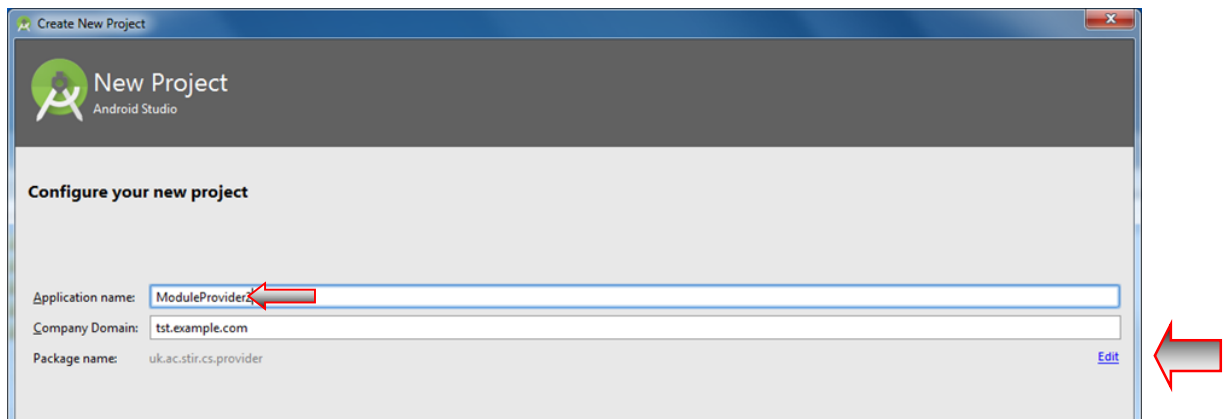 Create New Project
New Project
Android Studio
Configure your new project
Application name: ModuleProvider2
Company Domain: tst.example.com
Package name: uk.ac.stir.cs.provider Edit